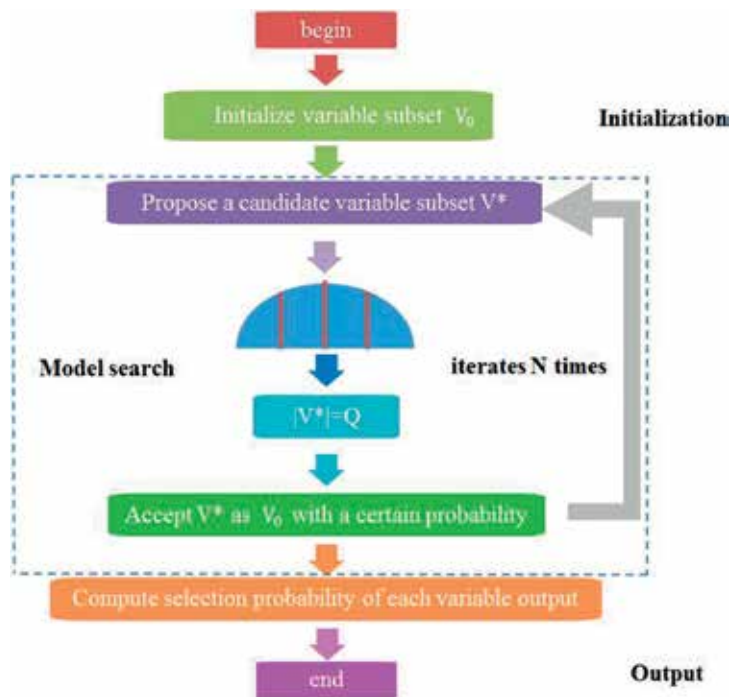 begin
Initialize variable subset V₀
Initialization
Propose a candidate variable subset V*
Model search
iterates N times
|V*|=Q
Accept V* as V₀ with a certain probability
Compute selection probability of each variable output
end
Output